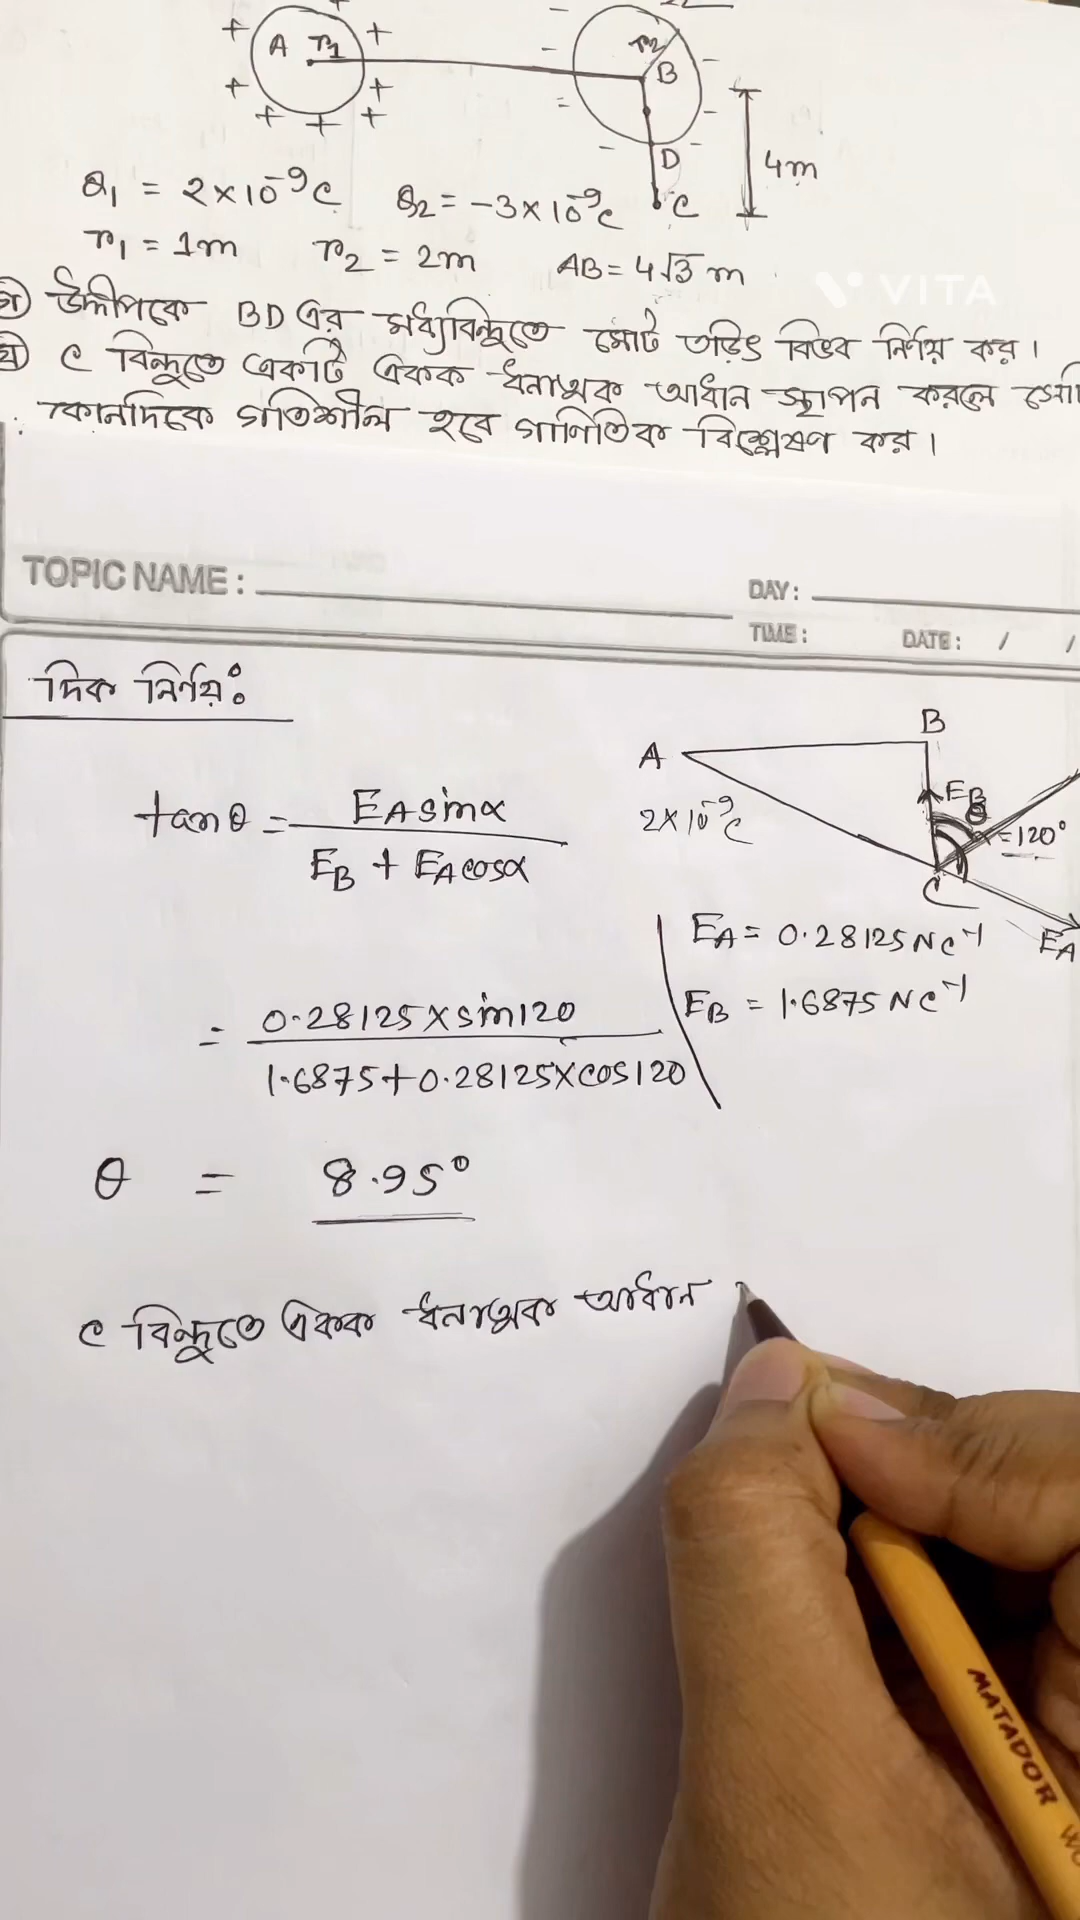 A r1 r2 B
D
C
4m
Q1 = 2×10⁻⁹C Q2 = -3×10⁻⁹C
r1 = 1m r2 = 2m AB = 4√3 m
VITA
গ) উদ্দীপকে BD এর মধ্যবিন্দুতে মোট তড়িৎ বিভব নির্ণয় কর।
ঘ) C বিন্দুতে একটি একক ধনাত্মক আধান স্থাপন করলে
কোনদিকে গতিশীল হবে গাণিতিক বিশ্লেষণ কর।
TOPIC NAME :
DAY :
TIME : DATE : / /
দিক নির্ণয়ঃ
B
A
EB
θ
2×10⁻⁹C
α=120°
C
EA
tanθ = EA sinα / EB + EA cosα
EA = 0.28125 NC⁻¹
EB = 1.6875 NC⁻¹
= 0.28125×sin120 / 1.6875+0.28125×cos120
θ = 8.95°
C বিন্দুতে একক ধনাত্মক আধান
MATADOR